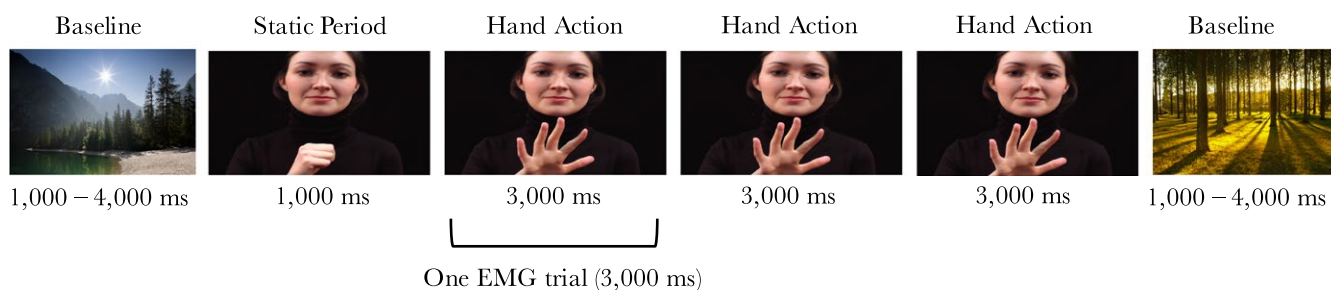 Baseline
Static Period
Hand Action
Hand Action
Hand Action
Baseline
1,000 – 4,000 ms
1,000 ms
3,000 ms
3,000 ms
3,000 ms
1,000 – 4,000 ms
One EMG trial (3,000 ms)